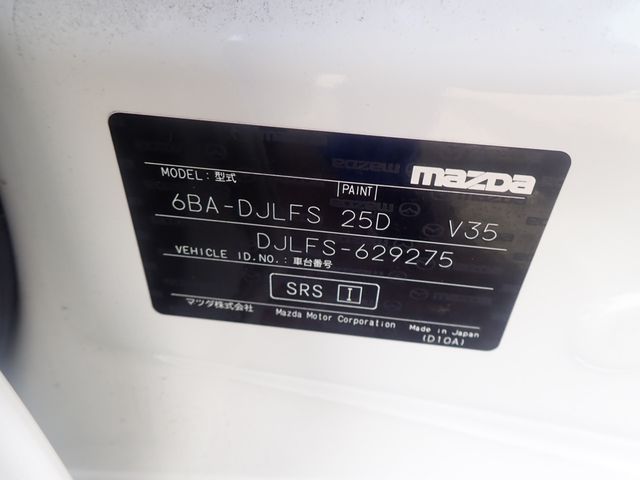 MODEL: 型式 PAINT mazda
6BA-DJLFS 25D V35
DJLFS-629275
VEHICLE ID.NO.: 車台番号
SRS I
マツダ株式会社 Mazda Motor Corporation Made in Japan
(D10A)